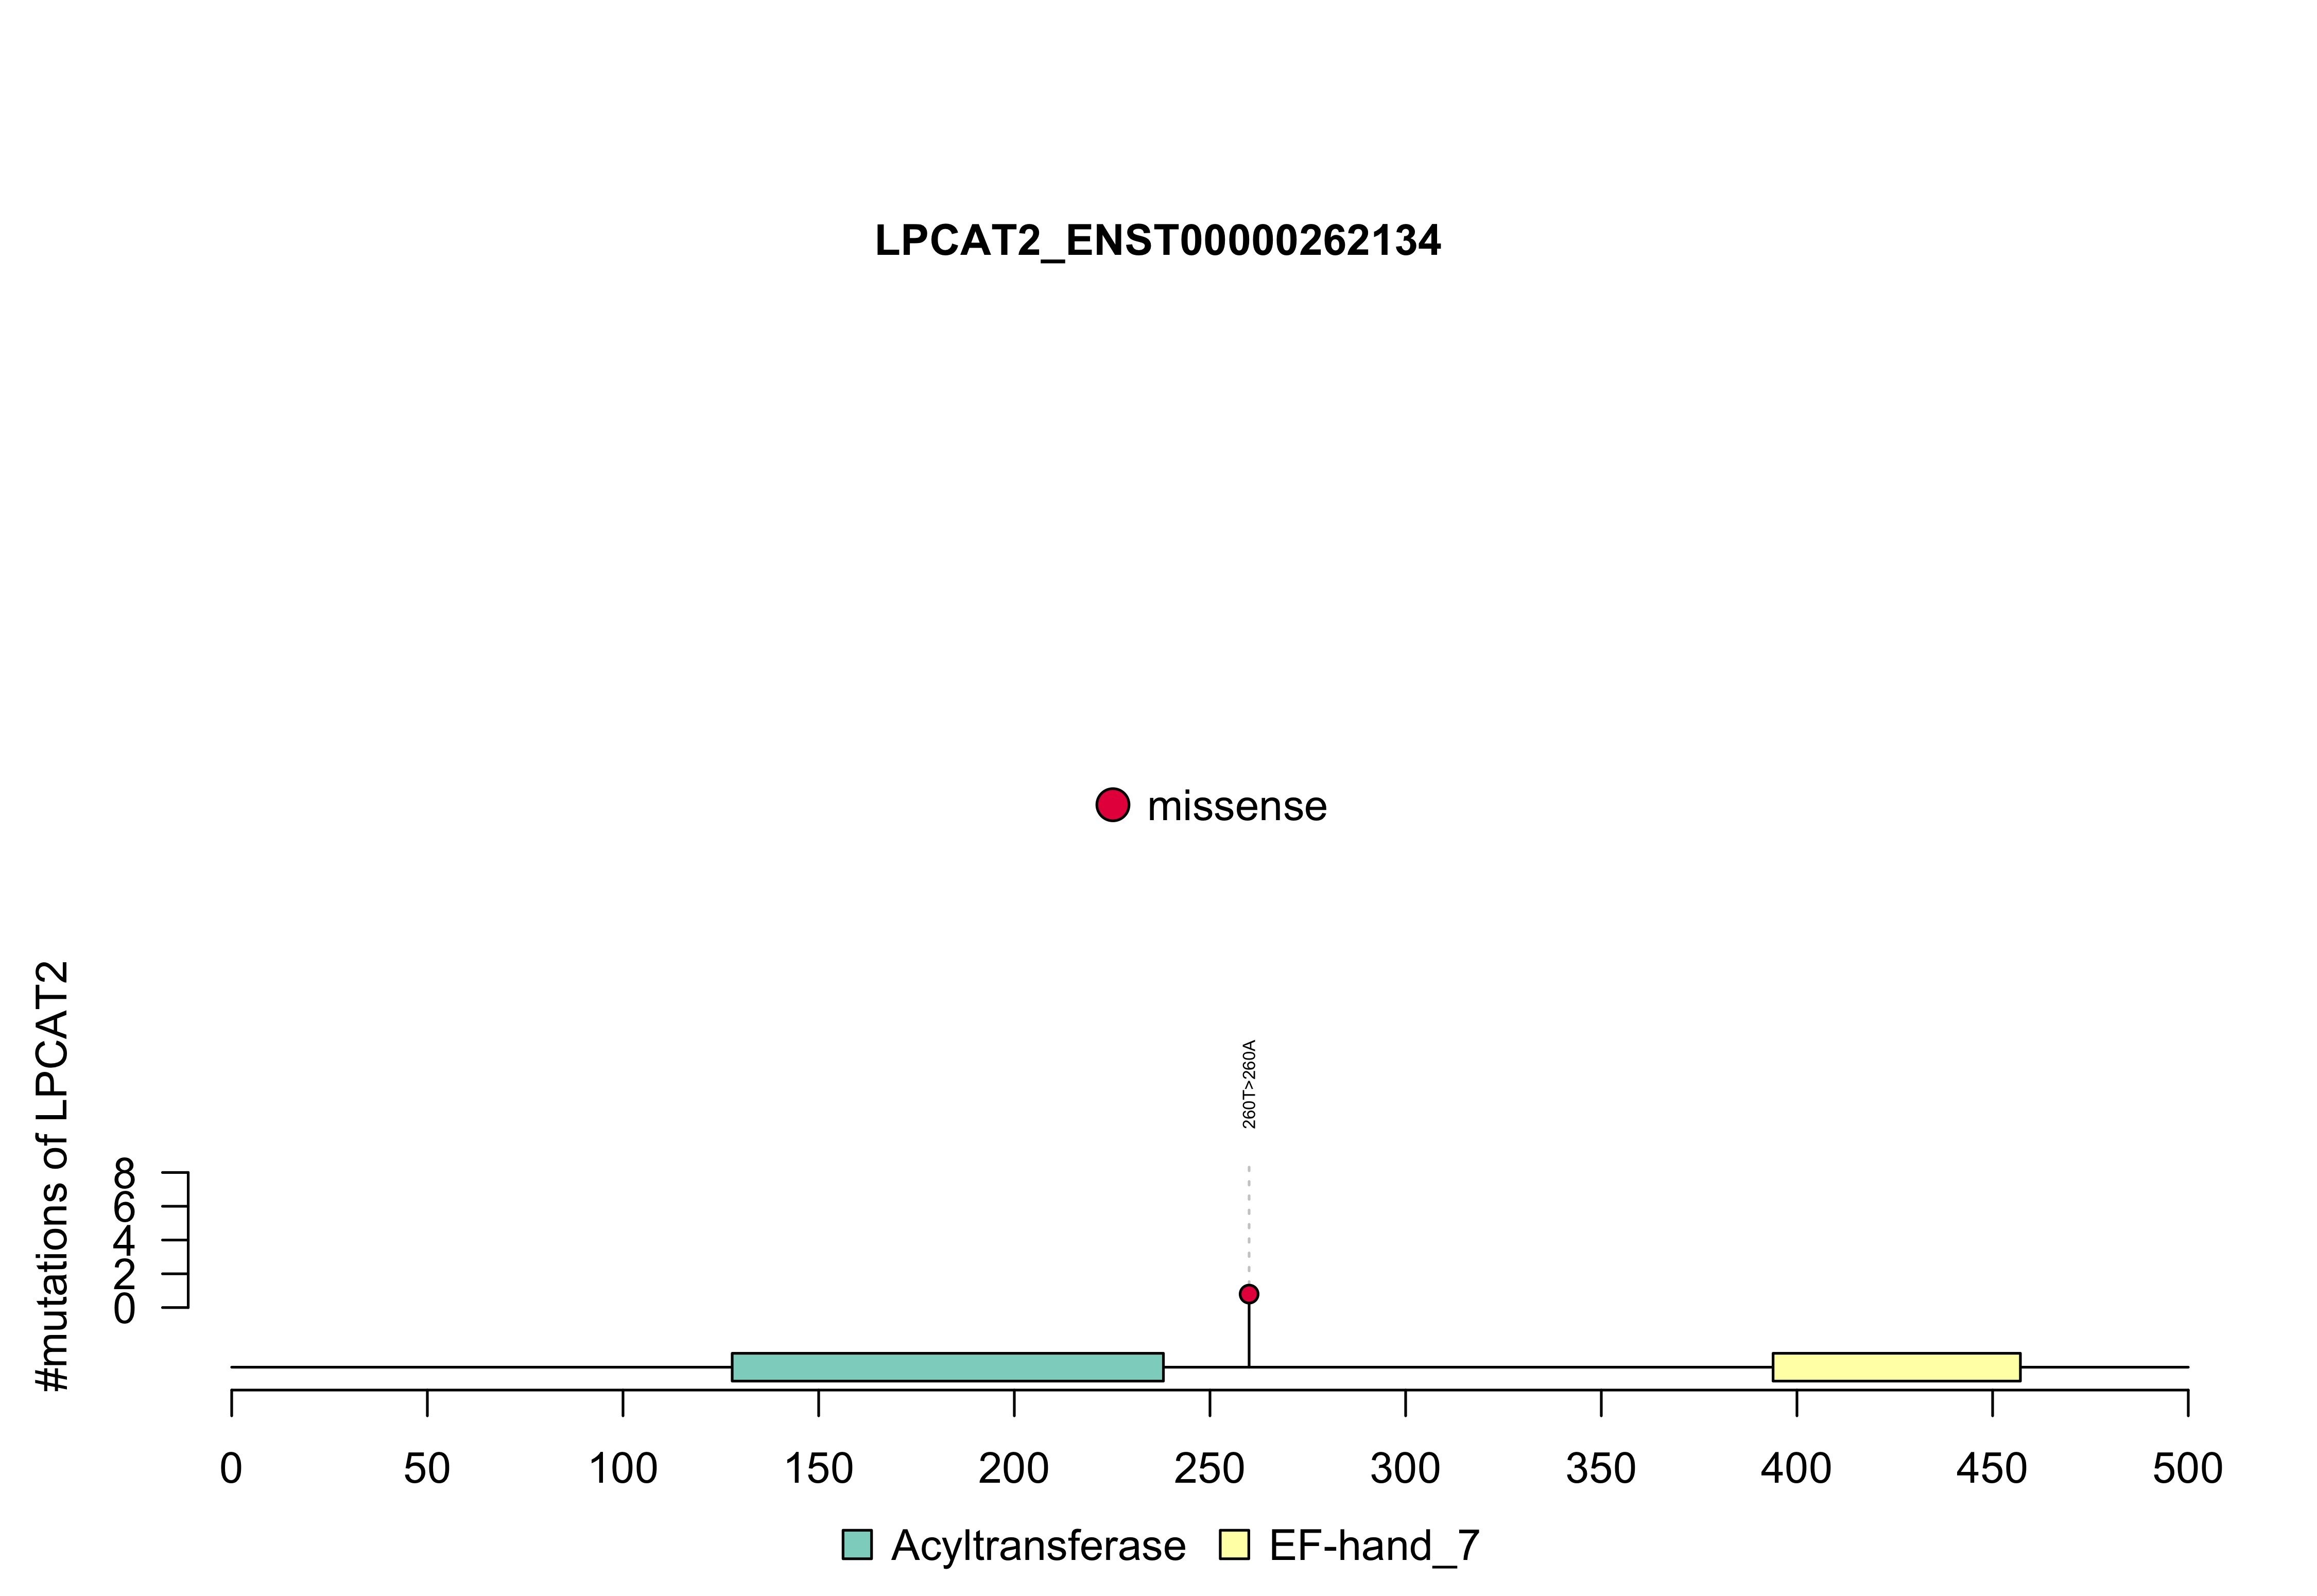 LPCAT2_ENST00000262134
missense
#mutations of LPCAT2
260T>260A
8
6
4
2
0
0 50 100 150 200 250 300 350 400 450 500
Acyltransferase EF-hand_7